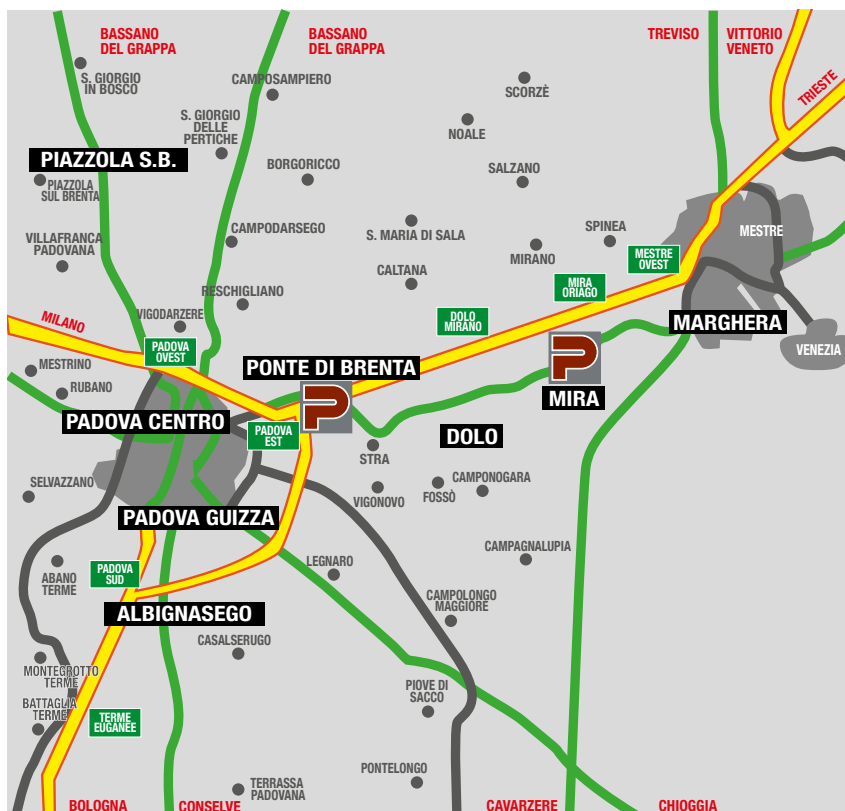 BASSANO
DEL GRAPPA
BASSANO
DEL GRAPPA
TREVISO
VITTORIO
VENETO
TRIESTE
S. GIORGIO
IN BOSCO
CAMPOSAMPIERO
SCORZÈ
S. GIORGIO
DELLE
PERTICHE
NOALE
PIAZZOLA S.B.
BORGORICCO
SALZANO
PIAZZOLA
SUL BRENTA
CAMPODARSEGO
S. MARIA DI SALA
SPINEA
MESTRE
VILLAFRANCA
PADOVANA
MIRANO
MESTRE
OVEST
CALTANA
RESCHIGLIANO
MIRA
ORIAGO
MILANO
VIGODARZERE
DOLO
MIRANO
MARGHERA
VENEZIA
PADOVA
OVEST
MESTRINO
PONTE DI BRENTA
P
MIRA
RUBANO
P
PADOVA CENTRO
PADOVA
EST
DOLO
STRA
SELVAZZANO
VIGONOVO
FOSSÒ
CAMPONOGARA
PADOVA GUIZZA
CAMPAGNALUPIA
ABANO
TERME
PADOVA
SUD
LEGNARO
CAMPOLONGO
MAGGIORE
ALBIGNASEGO
CASALSERUGO
MONTEGROTTO
TERME
PIOVE DI
SACCO
BATTAGLIA
TERME
TERME
EUGANEE
PONTELONGO
TERRASSA
PADOVANA
BOLOGNA
CONSELVE
CAVARZERE
CHIOGGIA